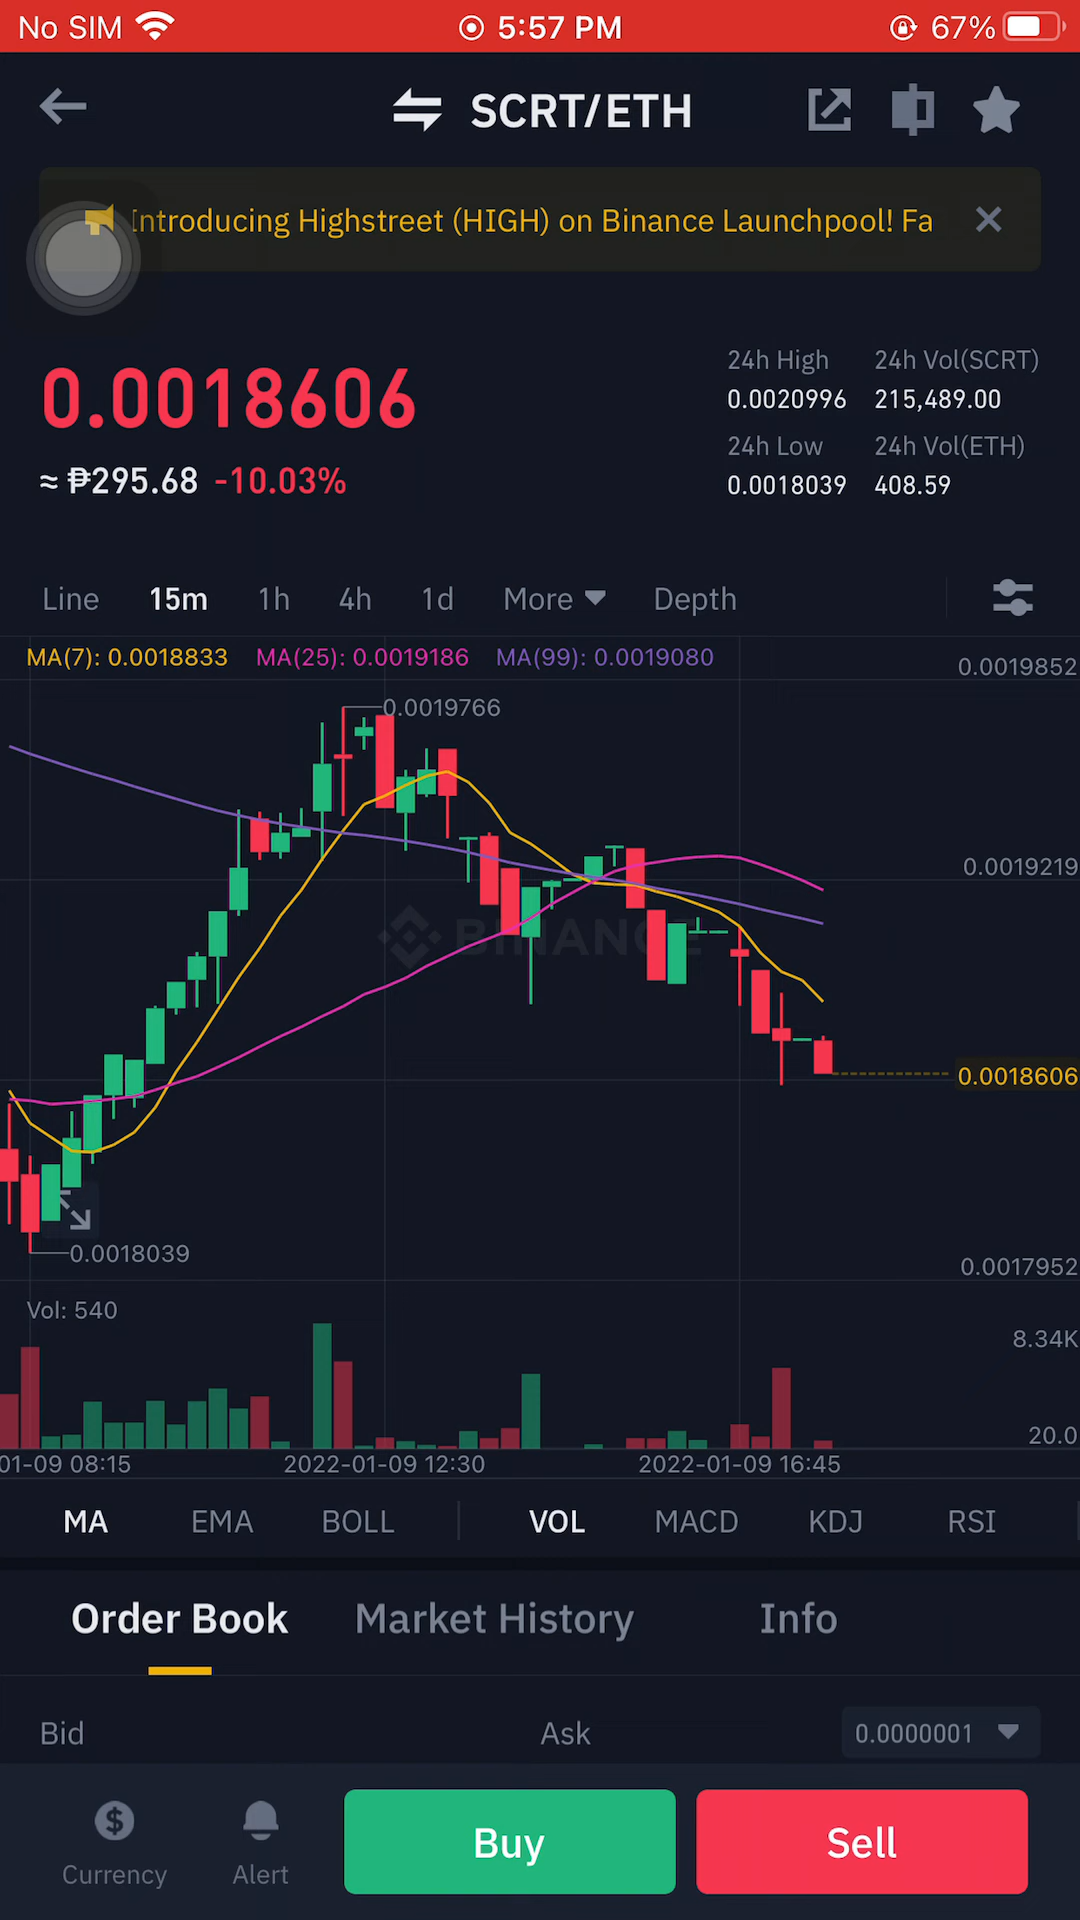 No SIM 5:57 PM 67%
SCRT/ETH
Introducing Highstreet (HIGH) on Binance Launchpool! Fa
0.0018606
≈ ₱295.68 -10.03%
24h High 24h Vol(SCRT)
0.0020996 215,489.00
24h Low 24h Vol(ETH)
0.0018039 408.59
Line 15m 1h 4h 1d More Depth
MA(7): 0.0018833 MA(25): 0.0019186 MA(99): 0.0019080
0.0019852
0.0019766
0.0019219
BINANCE
0.0018606
0.0018039
0.0017952
Vol: 540
8.34K
20.0
01-09 08:15 2022-01-09 12:30 2022-01-09 16:45
MA EMA BOLL VOL MACD KDJ RSI
Order Book Market History Info
Bid Ask 0.0000001
Currency Alert Buy Sell